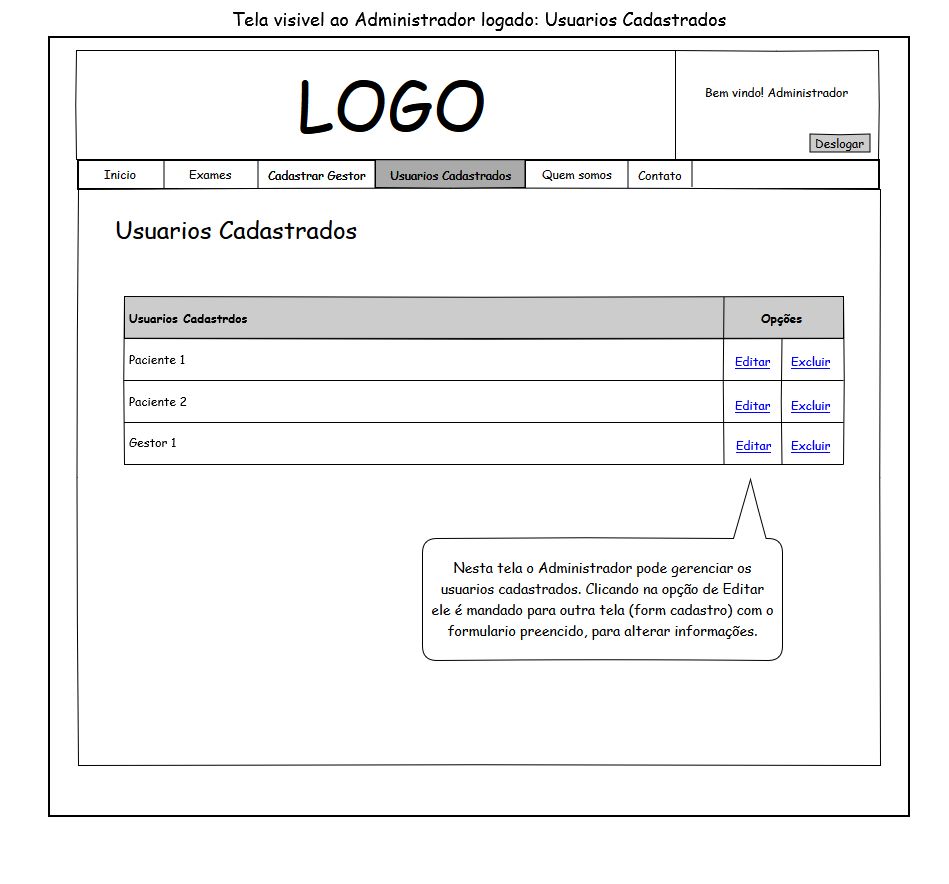 Tela visivel ao Administrador logado: Usuarios Cadastrados
LOGO
Bem vindo! Administrador
Deslogar
Inicio Exames Cadastrar Gestor Usuarios Cadastrados Quem somos Contato
Usuarios Cadastrados
Usuarios Cadastrdos Opções
Paciente 1 Editar Excluir
Paciente 2 Editar Excluir
Gestor 1 Editar Excluir
Nesta tela o Administrador pode gerenciar os
usuarios cadastrados. Clicando na opção de Editar
ele é mandado para outra tela (form cadastro) com o
formulario preencido, para alterar informações.